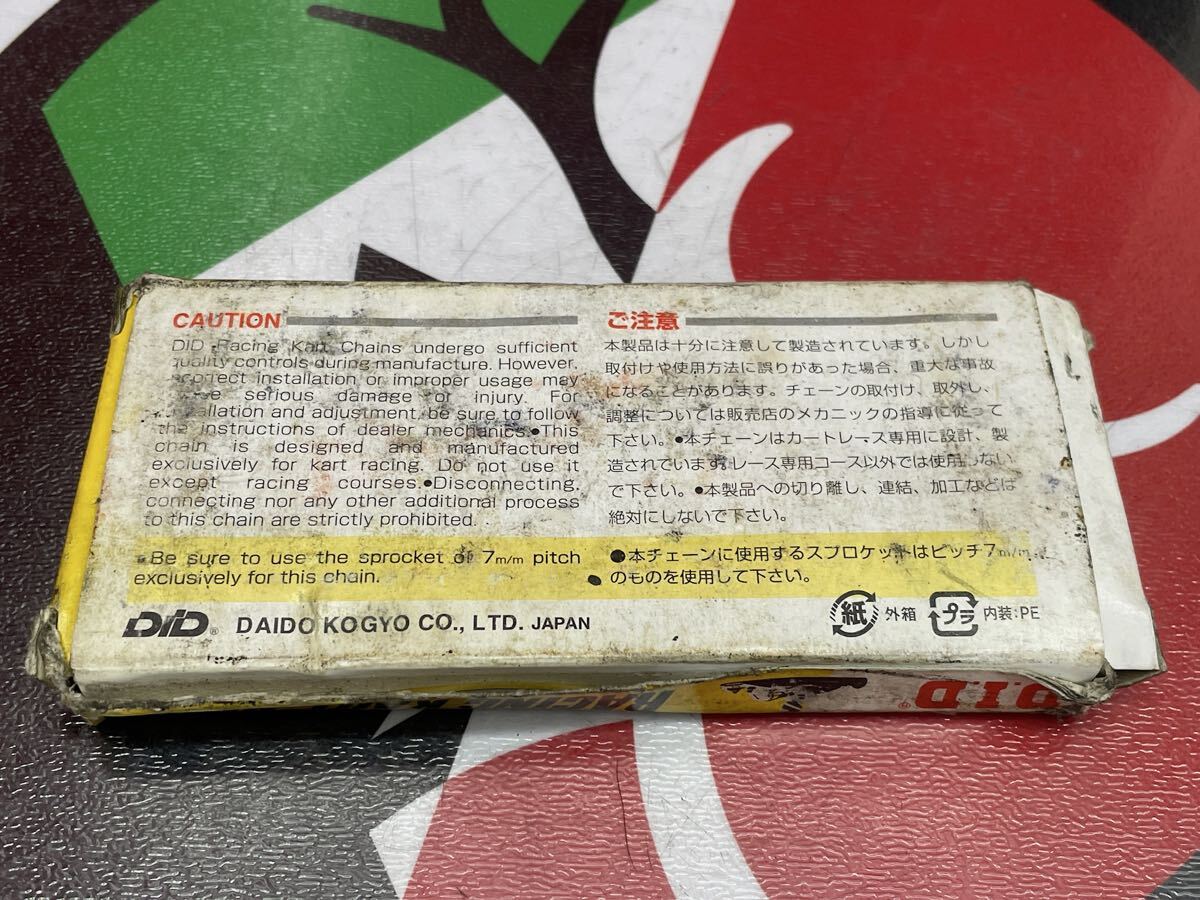 CAUTION
DID Racing Kart Chains undergo sufficient
quality controls during manufacture. However,
installation or improper usage may
serious damage or injury. For
and adjustment, be sure to follow
the instructions of dealer mechanics.●This
chain is designed and manufactured
exclusively for kart racing. Do not use it
except racing courses.●Disconnecting,
connecting nor any other additional process
to this chain are strictly prohibited.
Be sure to use the sprocket of 7m/m pitch
exclusively for this chain.
ご注意
本製品は十分に注意して製造されています。しかし
取付けや使用方法に誤りがあった場合、重大な事故
になることがあります。チェーンの取付け、取外し、
調整については販売店のメカニックの指導に従って
下さい。●本チェーンはカートレース専用に設計、製
造されています。レース専用コース以外では使用しない
で下さい。●本製品への切り離し、連結、加工などは
絶対にしないで下さい。
●本チェーンに使用するスプロケットはピッチ7m/m
のものを使用して下さい。
DID® DAIDO KOGYO CO., LTD. JAPAN
紙 外箱 プラ 内装:PE
D.I.D